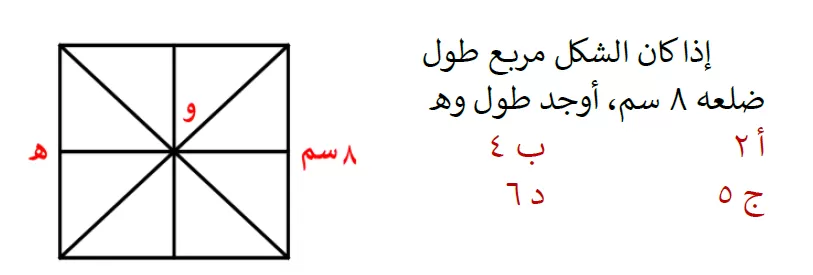 إذا كان الشكل مربع طول
ضلعه ٨ سم، أوجد طول وه
أ ٢ ب ٤
ج ٥ د ٦
و
٨ سم
ه